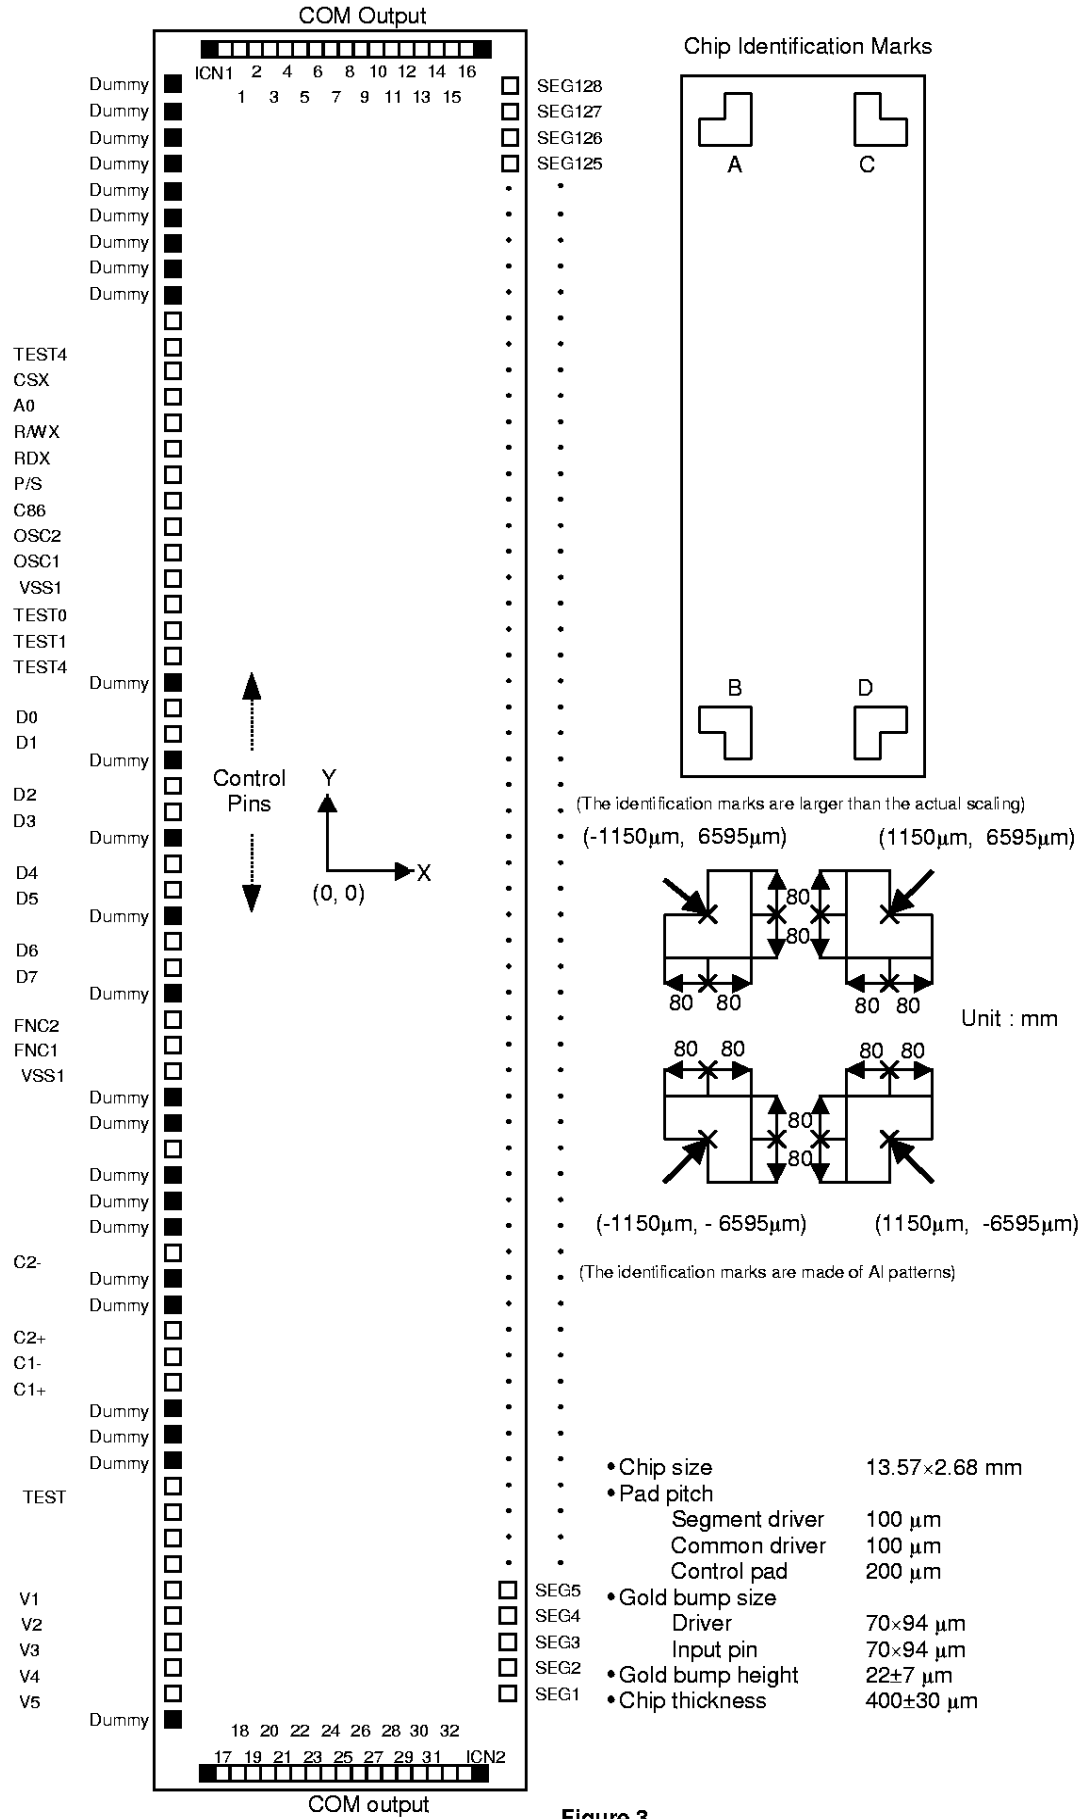 COM Output
ICN1 2 4 6 8 10 12 14 16
1 3 5 7 9 11 13 15
Dummy
Dummy
Dummy
Dummy
Dummy
Dummy
Dummy
Dummy
Dummy
TEST4
CSX
A0
R/WX
RDX
P/S
C86
OSC2
OSC1
VSS1
TEST0
TEST1
TEST4
Dummy
D0
D1
Dummy
D2
D3
Dummy
D4
D5
Dummy
D6
D7
Dummy
FNC2
FNC1
VSS1
Dummy
Dummy
Dummy
Dummy
Dummy
C2-
Dummy
Dummy
C2+
C1-
C1+
Dummy
Dummy
Dummy
TEST
V1
V2
V3
V4
V5
Dummy
Control
Pins
Y
X
(0, 0)
SEG128
SEG127
SEG126
SEG125
SEG5
SEG4
SEG3
SEG2
SEG1
18 20 22 24 26 28 30 32
17 19 21 23 25 27 29 31 ICN2
COM output
Chip Identification Marks
A C
B D
(The identification marks are larger than the actual scaling)
(-1150μm, 6595μm) (1150μm, 6595μm)
80
80
80 80 80 80
Unit : mm
80 80 80 80
80
80
(-1150μm, - 6595μm) (1150μm, -6595μm)
(The identification marks are made of Al patterns)
• Chip size 13.57×2.68 mm
• Pad pitch
Segment driver 100 μm
Common driver 100 μm
Control pad 200 μm
• Gold bump size
Driver 70×94 μm
Input pin 70×94 μm
• Gold bump height 22±7 μm
• Chip thickness 400±30 μm
Figure 3